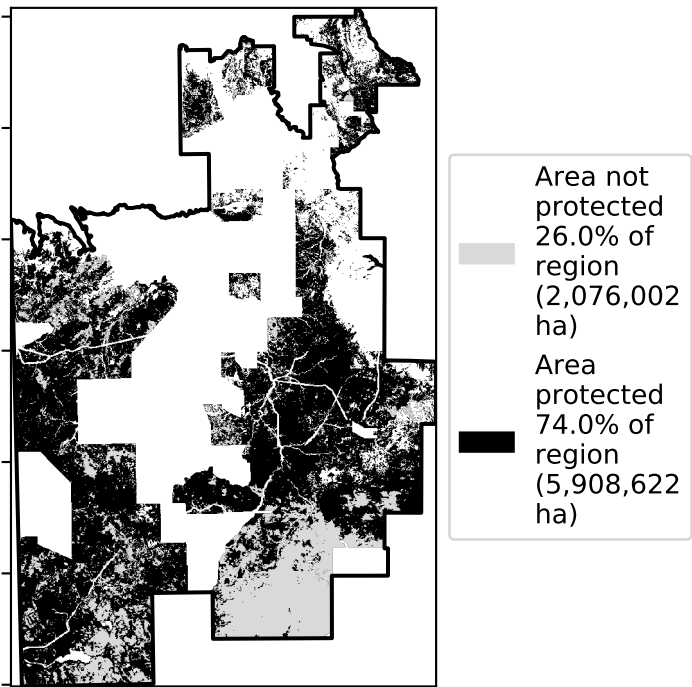 Area not
protected
26.0% of
region
(2,076,002
ha)
Area
protected
74.0% of
region
(5,908,622
ha)